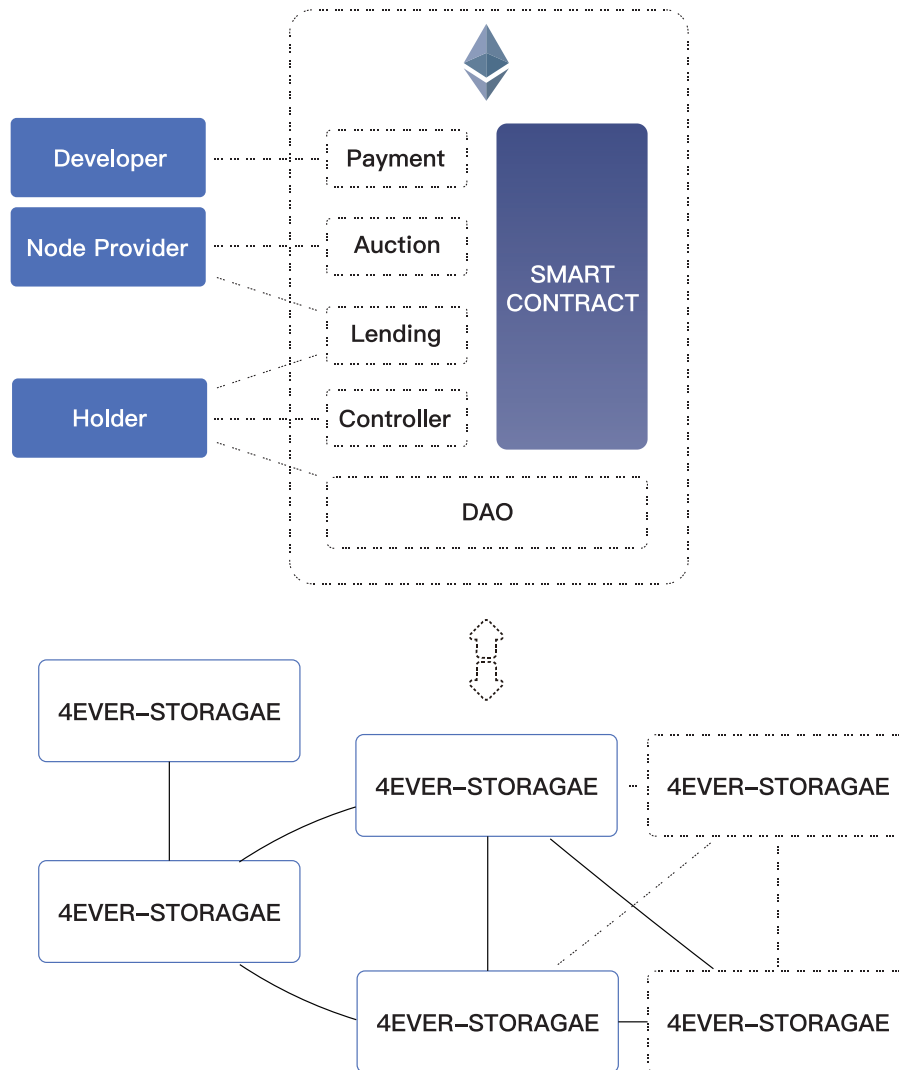 Developer
Payment
Node Provider
Auction
SMART
CONTRACT
Lending
Holder
Controller
DAO
4EVER–STORAGAE
4EVER–STORAGAE
4EVER–STORAGAE
4EVER–STORAGAE
4EVER–STORAGAE
4EVER–STORAGAE